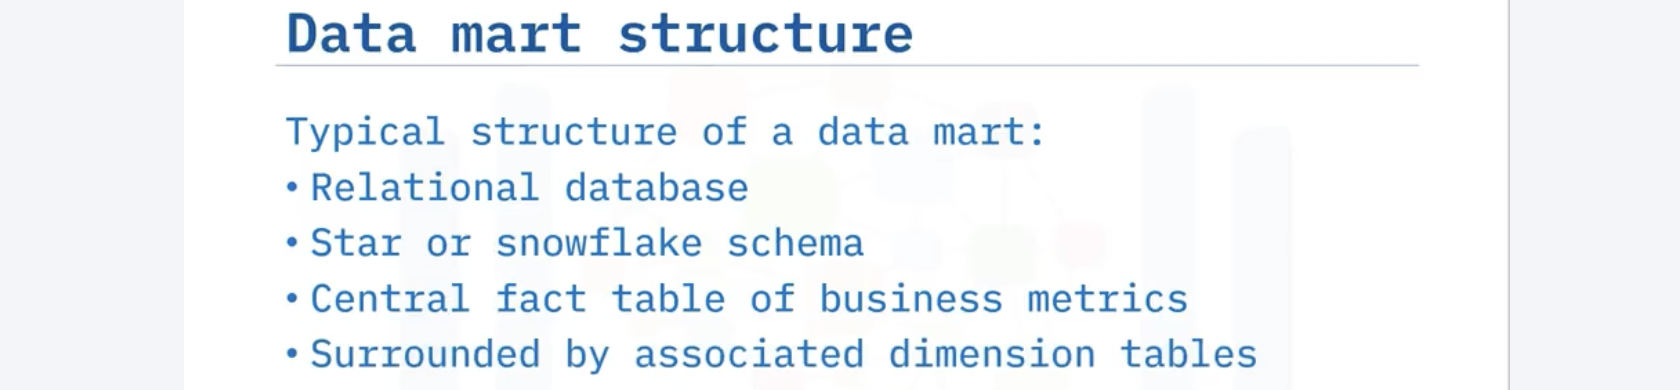 Data mart structure
Typical structure of a data mart:
• Relational database
• Star or snowflake schema
• Central fact table of business metrics
• Surrounded by associated dimension tables